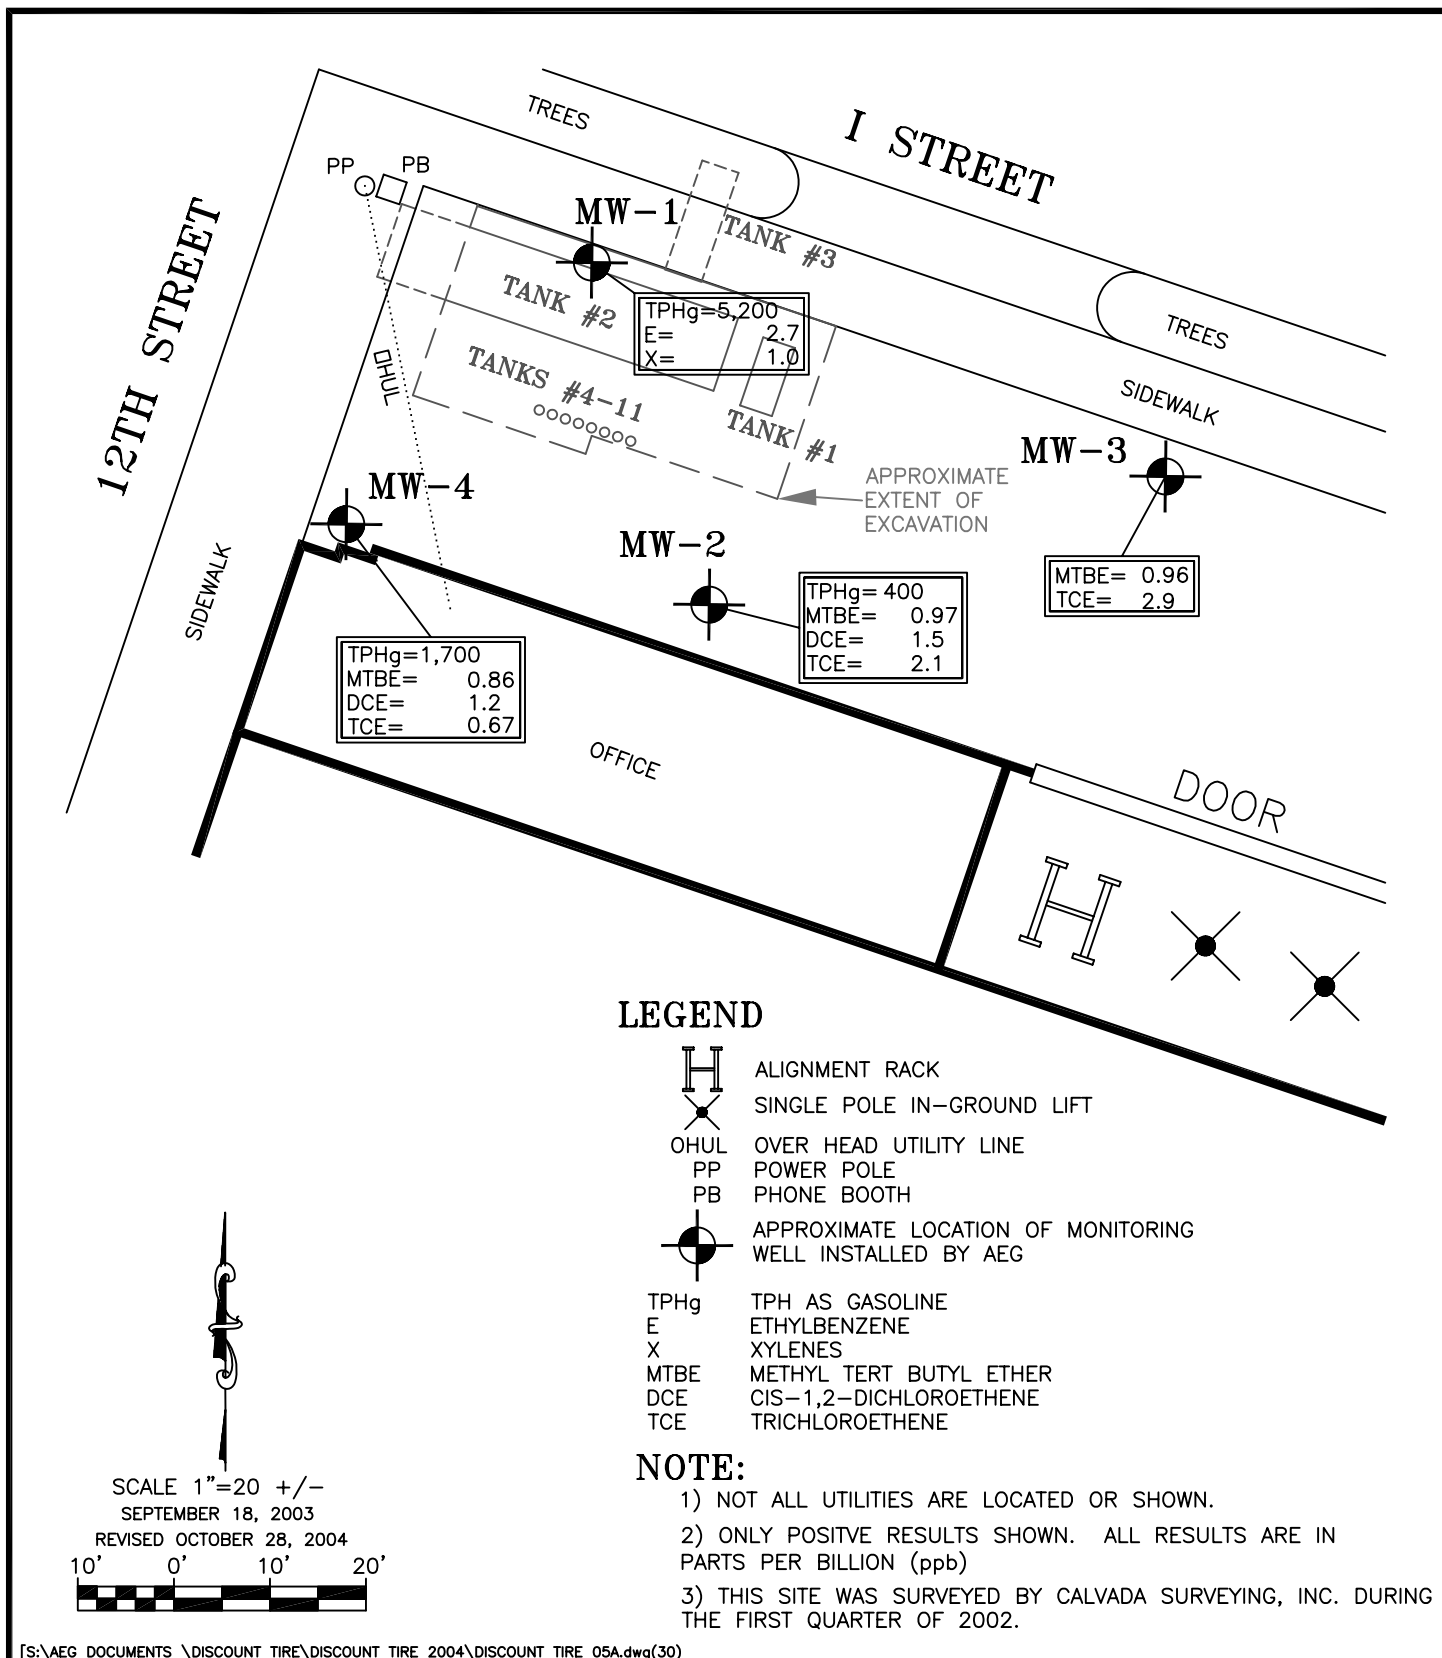 TREES
I STREET
PP
PB
MW-1
TANK #3
12TH STREET
TANK #2
TPHg=5,200
E= 2.7
X= 1.0
TREES
OHUL
TANKS #4-11
SIDEWALK
TANK #1
MW-3
APPROXIMATE
EXTENT OF
EXCAVATION
MW-4
MW-2
SIDEWALK
MTBE= 0.96
TCE= 2.9
TPHg= 400
MTBE= 0.97
DCE= 1.5
TCE= 2.1
TPHg=1,700
MTBE= 0.86
DCE= 1.2
TCE= 0.67
OFFICE
DOOR
LEGEND
ALIGNMENT RACK
SINGLE POLE IN-GROUND LIFT
OHUL OVER HEAD UTILITY LINE
PP POWER POLE
PB PHONE BOOTH
APPROXIMATE LOCATION OF MONITORING
WELL INSTALLED BY AEG
TPHg TPH AS GASOLINE
E ETHYLBENZENE
X XYLENES
MTBE METHYL TERT BUTYL ETHER
DCE CIS-1,2-DICHLOROETHENE
TCE TRICHLOROETHENE
NOTE:
1) NOT ALL UTILITIES ARE LOCATED OR SHOWN.
2) ONLY POSITVE RESULTS SHOWN. ALL RESULTS ARE IN
PARTS PER BILLION (ppb)
3) THIS SITE WAS SURVEYED BY CALVADA SURVEYING, INC. DURING
THE FIRST QUARTER OF 2002.
SCALE 1"=20 +/-
SEPTEMBER 18, 2003
REVISED OCTOBER 28, 2004
10' 0' 10' 20'
[S:\AEG DOCUMENTS \DISCOUNT TIRE\DISCOUNT TIRE 2004\DISCOUNT TIRE 05A.dwg(30)